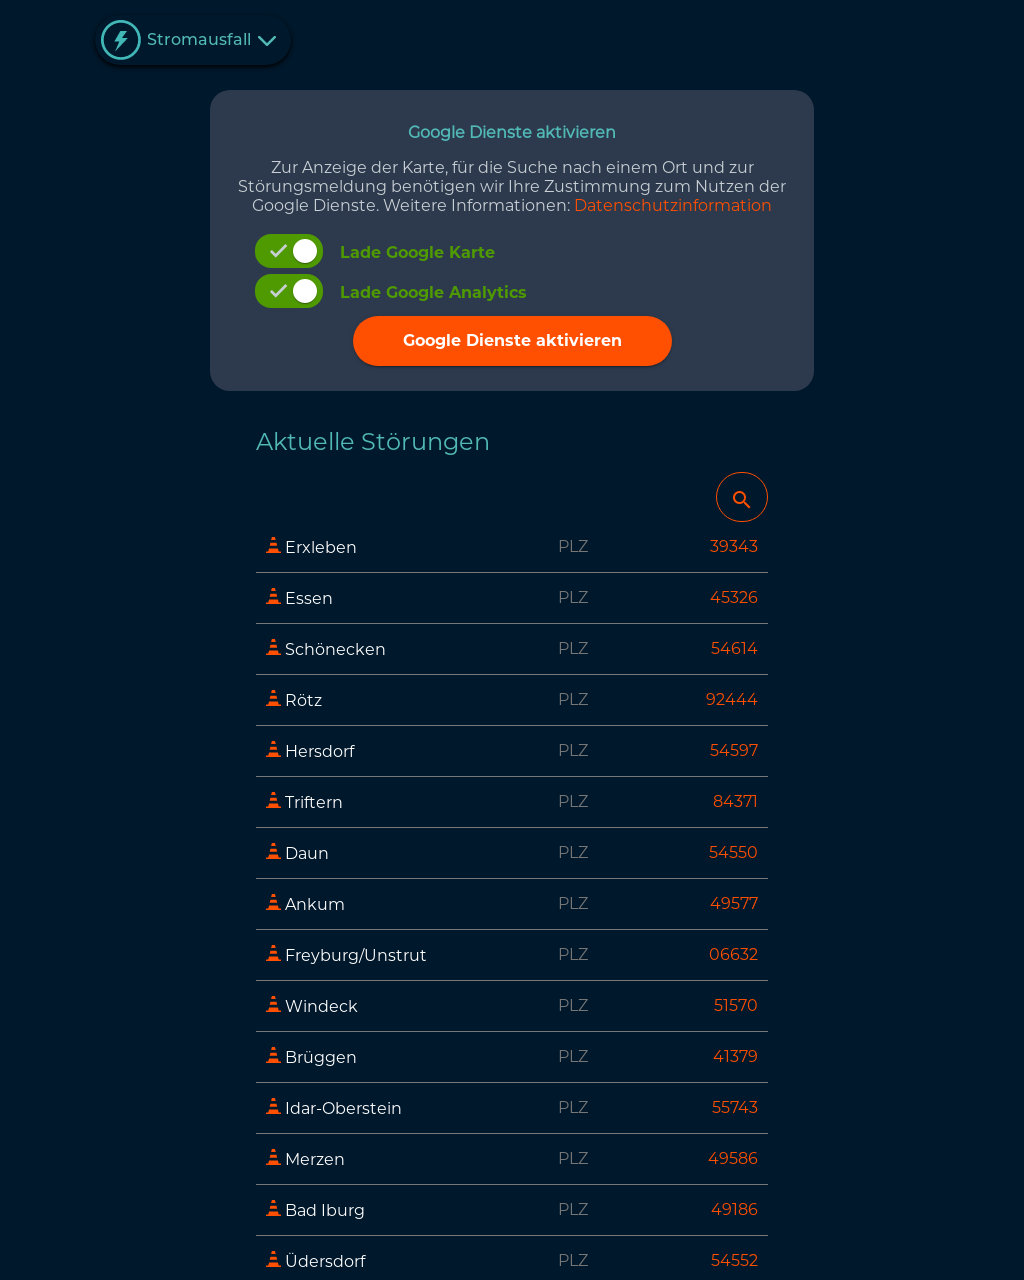 Stromausfall
Google Dienste aktivieren
Zur Anzeige der Karte, für die Suche nach einem Ort und zur
Störungsmeldung benötigen wir Ihre Zustimmung zum Nutzen der
Google Dienste. Weitere Informationen: Datenschutzinformation
Lade Google Karte
Lade Google Analytics
Google Dienste aktivieren
Aktuelle Störungen
Erxleben PLZ 39343
Essen PLZ 45326
Schönecken PLZ 54614
Rötz PLZ 92444
Hersdorf PLZ 54597
Triftern PLZ 84371
Daun PLZ 54550
Ankum PLZ 49577
Freyburg/Unstrut PLZ 06632
Windeck PLZ 51570
Brüggen PLZ 41379
Idar-Oberstein PLZ 55743
Merzen PLZ 49586
Bad Iburg PLZ 49186
Üdersdorf PLZ 54552